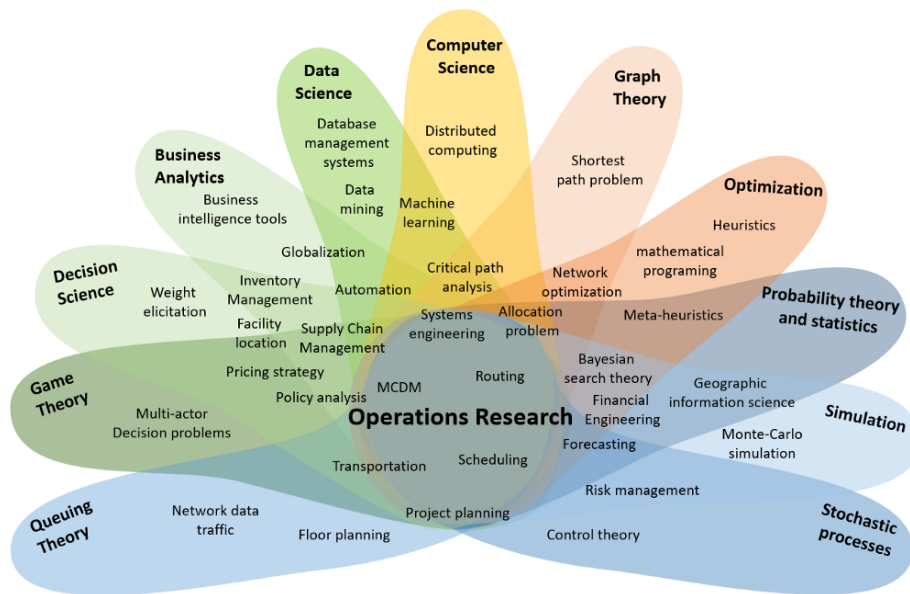 Computer
Science
Data
Science
Graph
Theory
Database
management
systems
Distributed
computing
Business
Analytics
Shortest
path problem
Optimization
Data
mining
Business
intelligence tools
Machine
learning
Heuristics
Globalization
mathematical
programing
Decision
Science
Weight
elicitation
Inventory
Management
Automation
Critical path
analysis
Network
optimization
Probability theory
and statistics
Facility
location
Supply Chain
Management
Systems
engineering
Allocation
problem
Meta-heuristics
Game
Theory
Pricing strategy
Policy analysis
MCDM
Routing
Bayesian
search theory
Geographic
information science
Financial
Engineering
Multi-actor
Decision problems
Operations Research
Simulation
Monte-Carlo
simulation
Forecasting
Transportation
Scheduling
Risk management
Queuing
Theory
Network data
traffic
Floor planning
Project planning
Control theory
Stochastic
processes